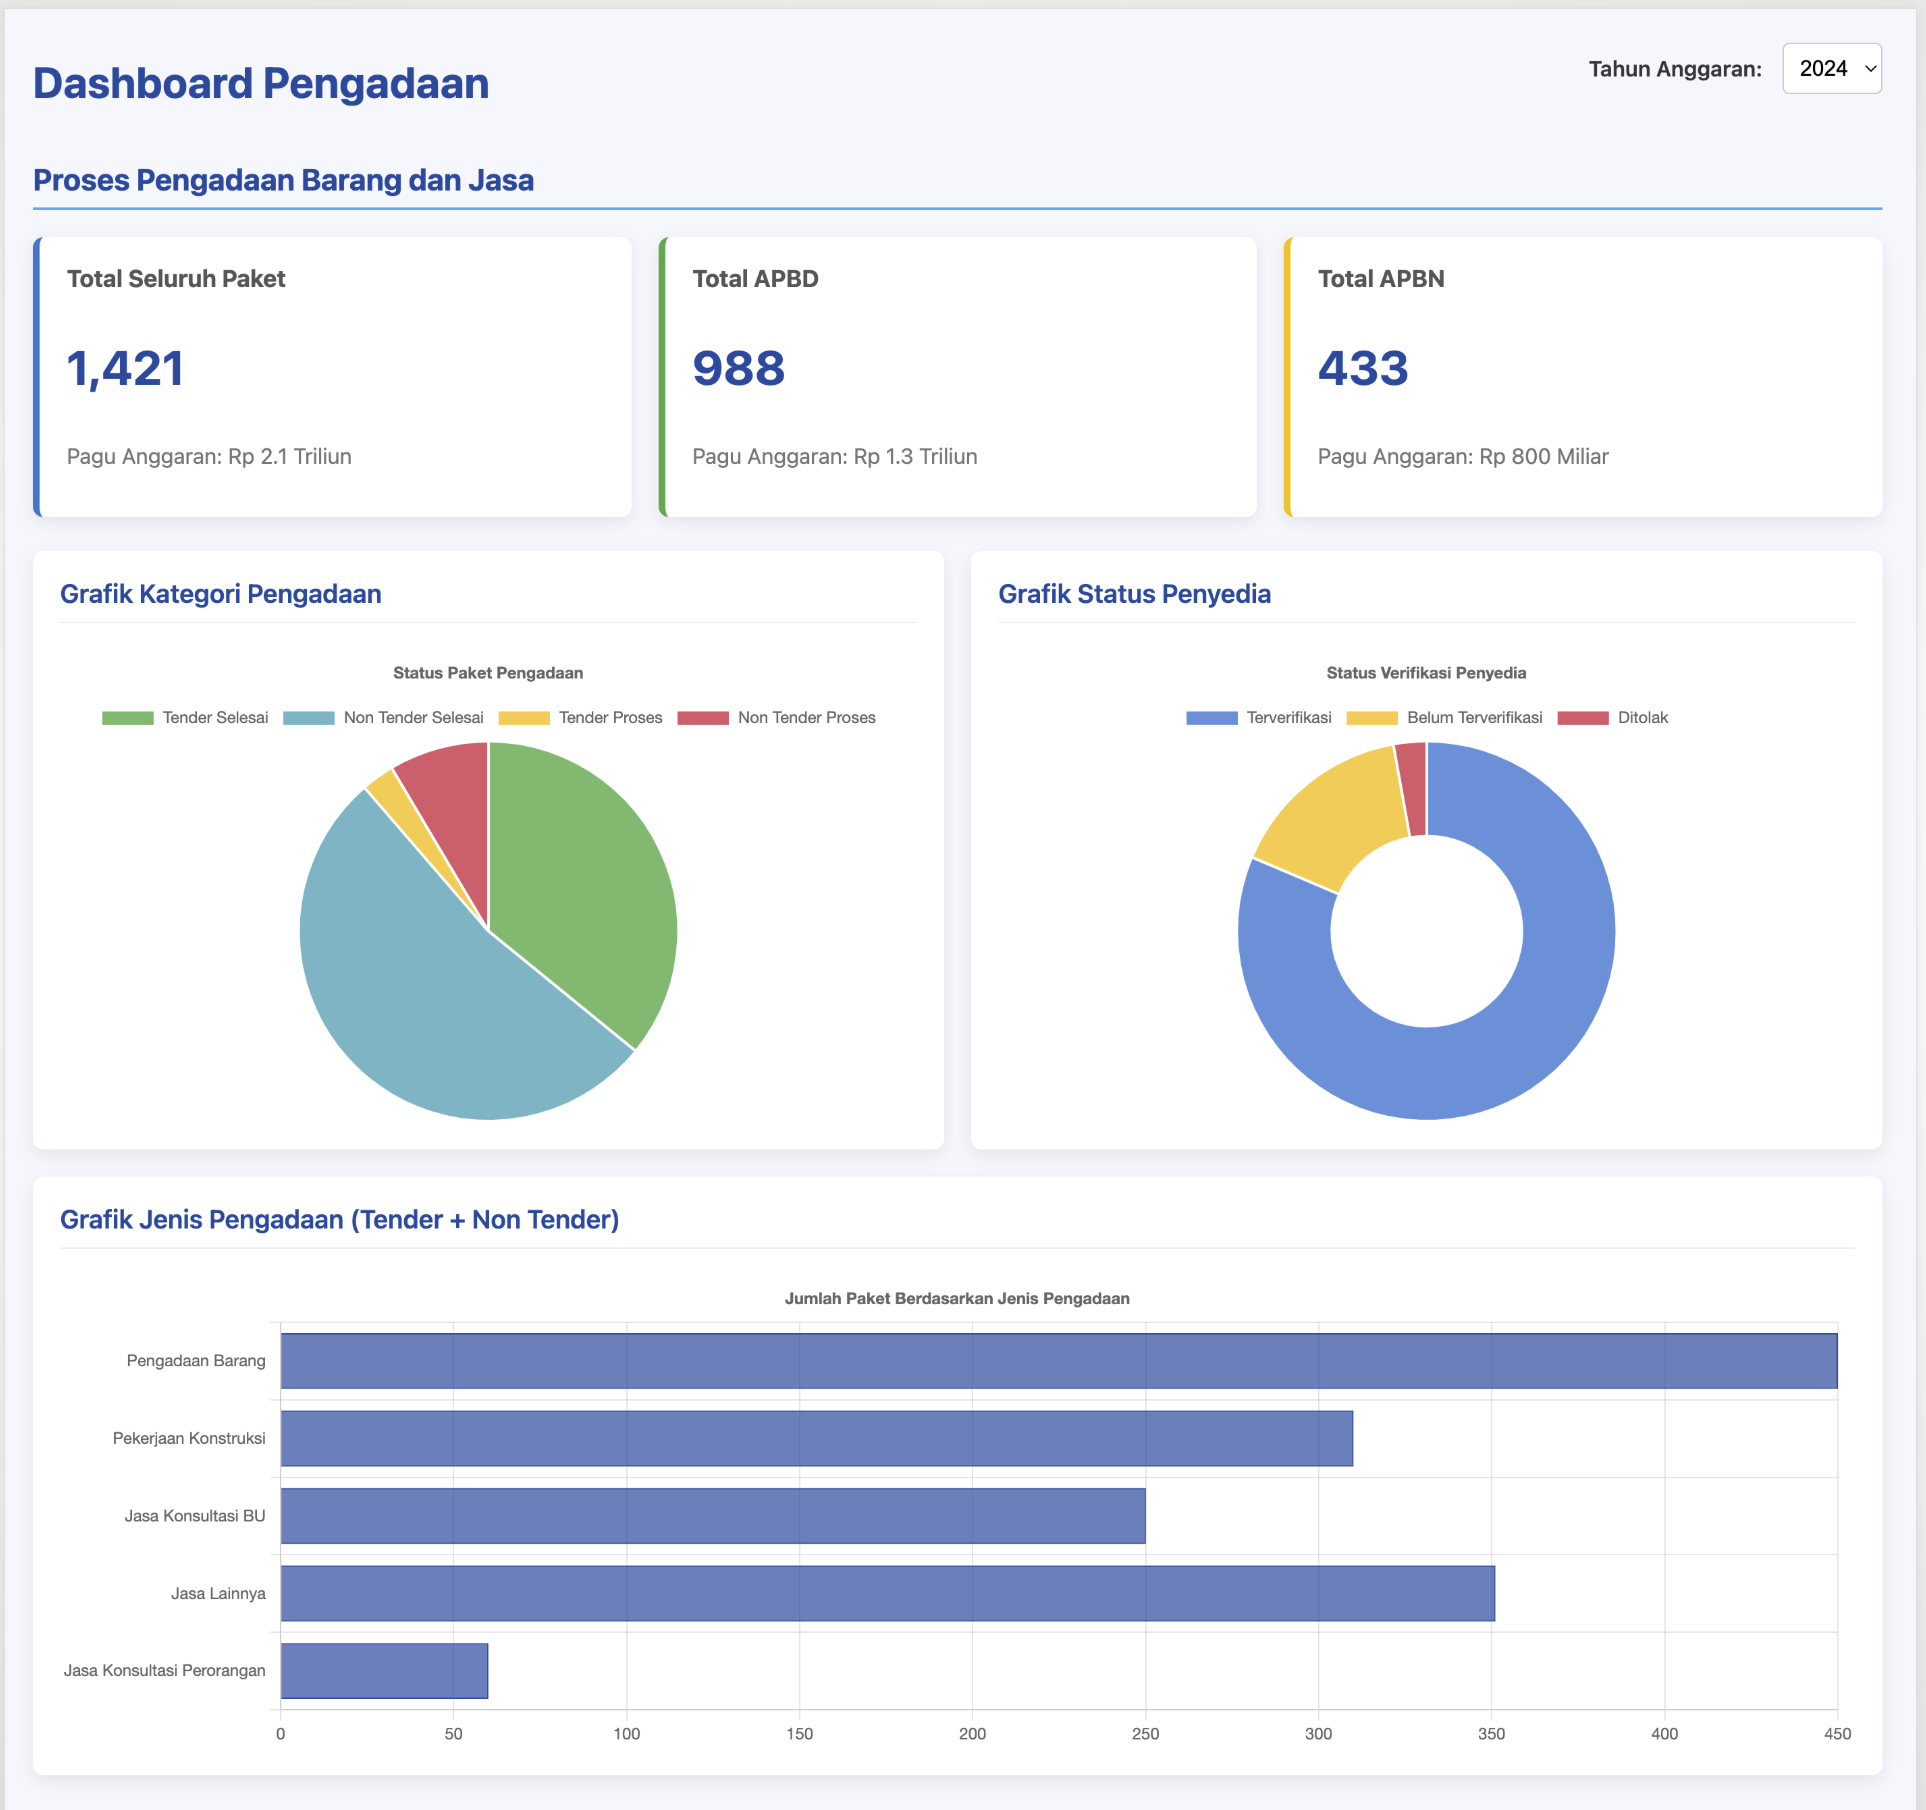 Dashboard Pengadaan
Tahun Anggaran: 2024
Proses Pengadaan Barang dan Jasa
Total Seluruh Paket
1,421
Pagu Anggaran: Rp 2.1 Triliun
Total APBD
988
Pagu Anggaran: Rp 1.3 Triliun
Total APBN
433
Pagu Anggaran: Rp 800 Miliar
Grafik Kategori Pengadaan
Status Paket Pengadaan
Tender Selesai Non Tender Selesai Tender Proses Non Tender Proses
Grafik Status Penyedia
Status Verifikasi Penyedia
Terverifikasi Belum Terverifikasi Ditolak
Grafik Jenis Pengadaan (Tender + Non Tender)
Jumlah Paket Berdasarkan Jenis Pengadaan
Pengadaan Barang
Pekerjaan Konstruksi
Jasa Konsultasi BU
Jasa Lainnya
Jasa Konsultasi Perorangan
0 50 100 150 200 250 300 350 400 450